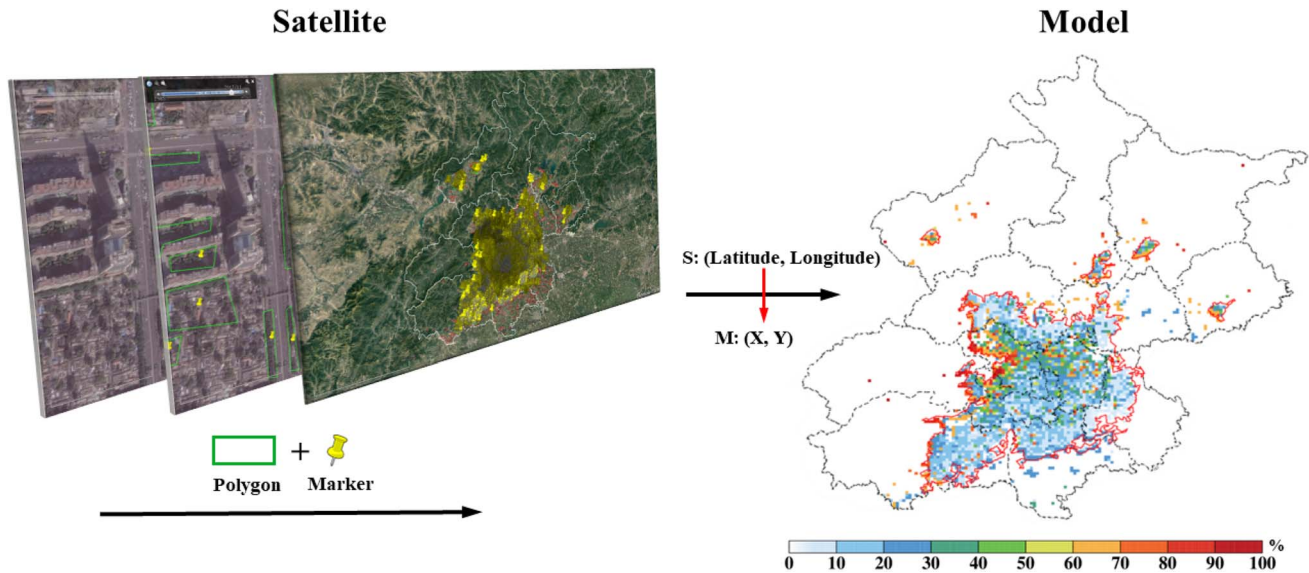 Satellite
Model
S: (Latitude, Longitude)
M: (X, Y)
+
Polygon
Marker
%
0 10 20 30 40 50 60 70 80 90 100